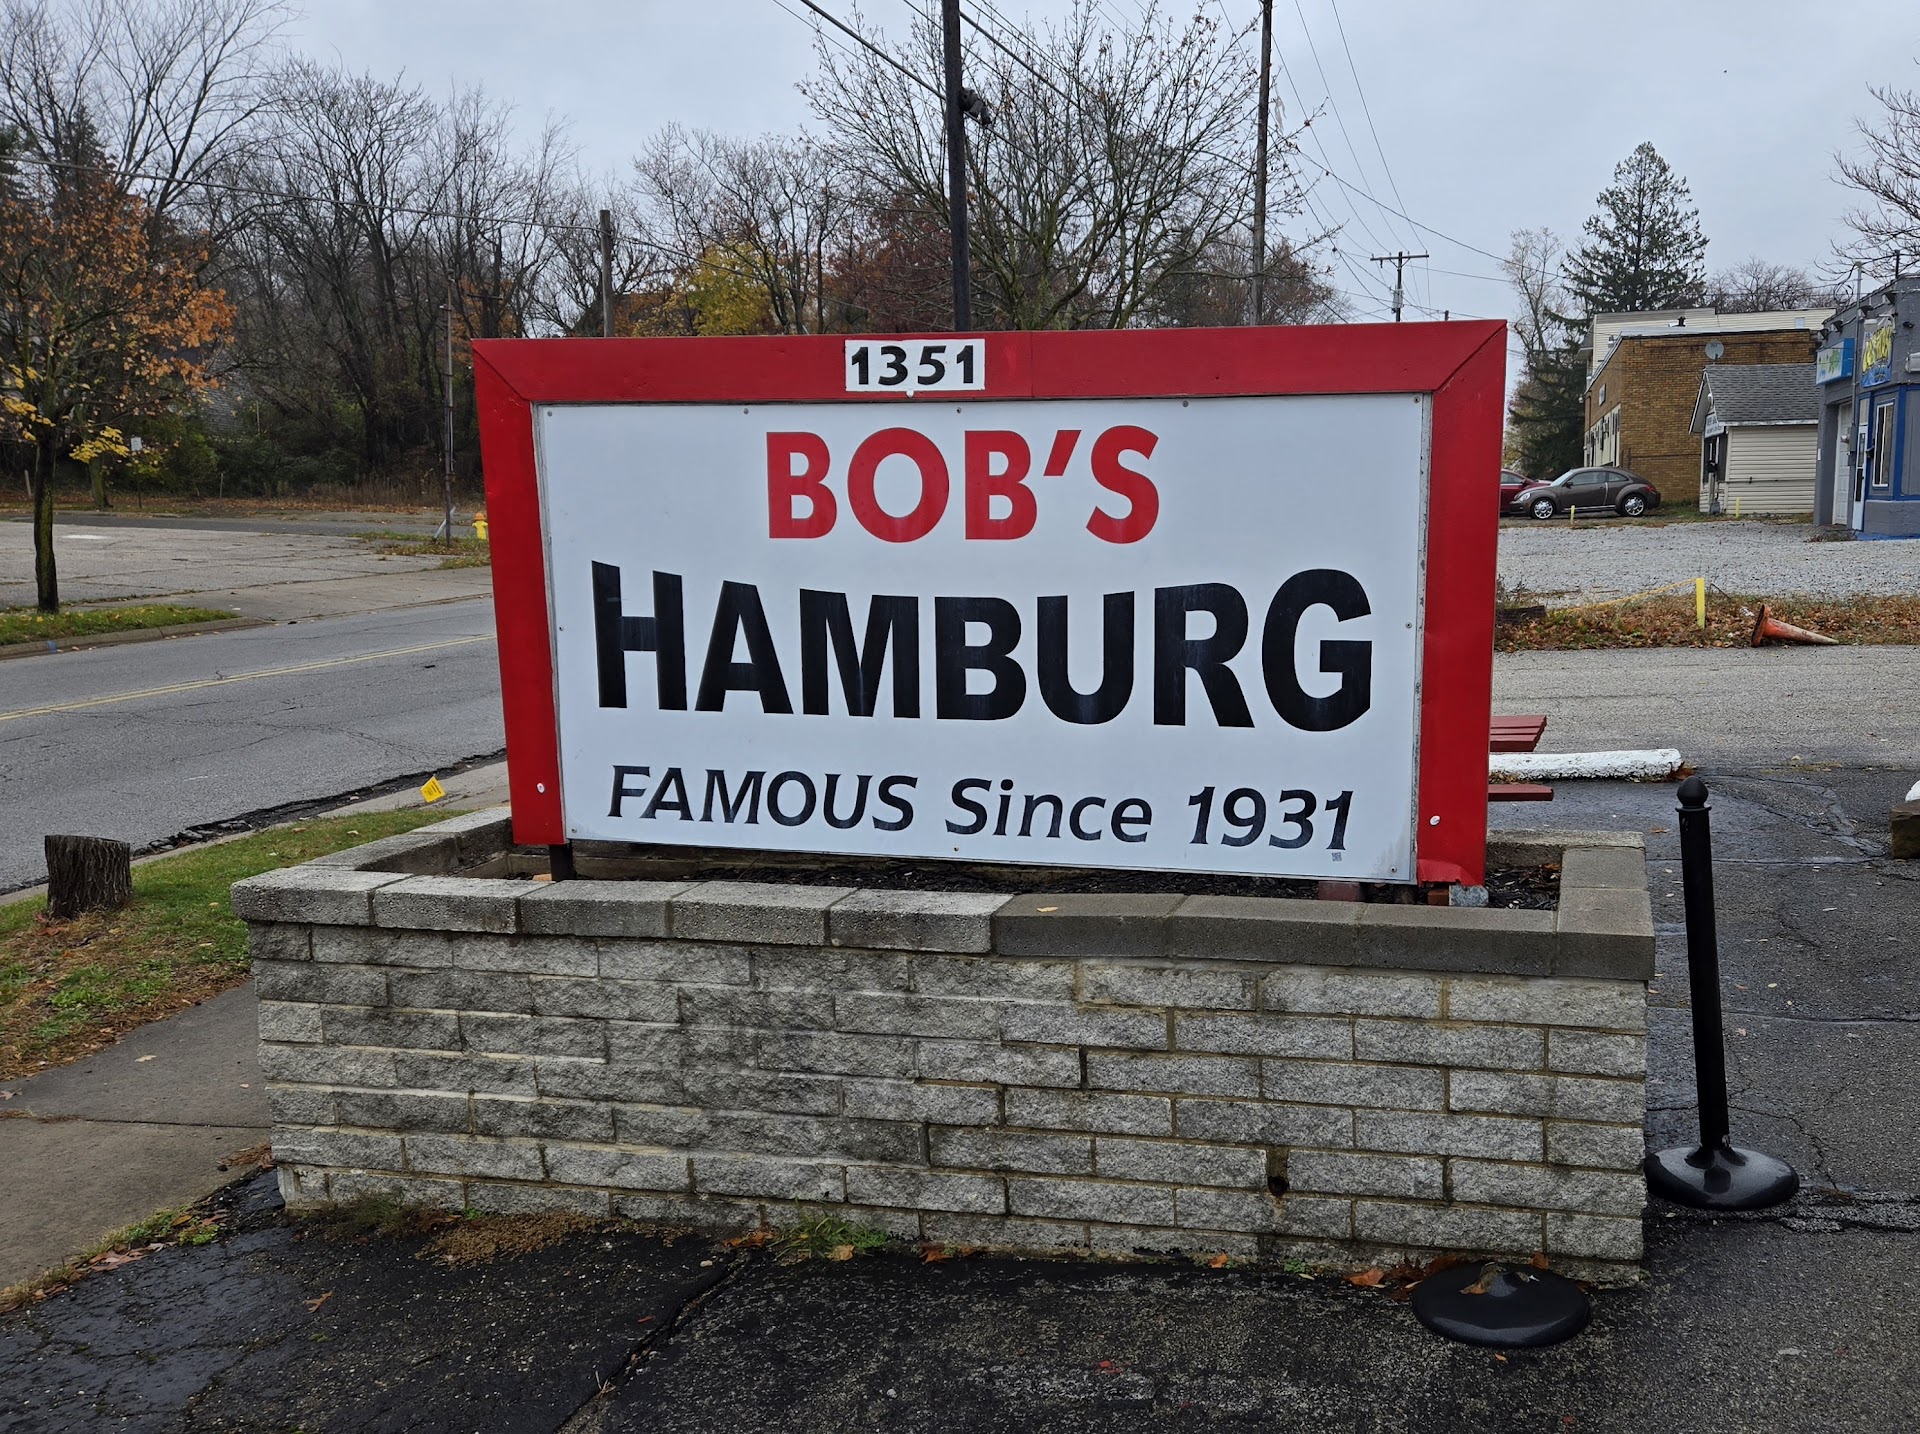 1351
BOB'S
HAMBURG
FAMOUS Since 1931